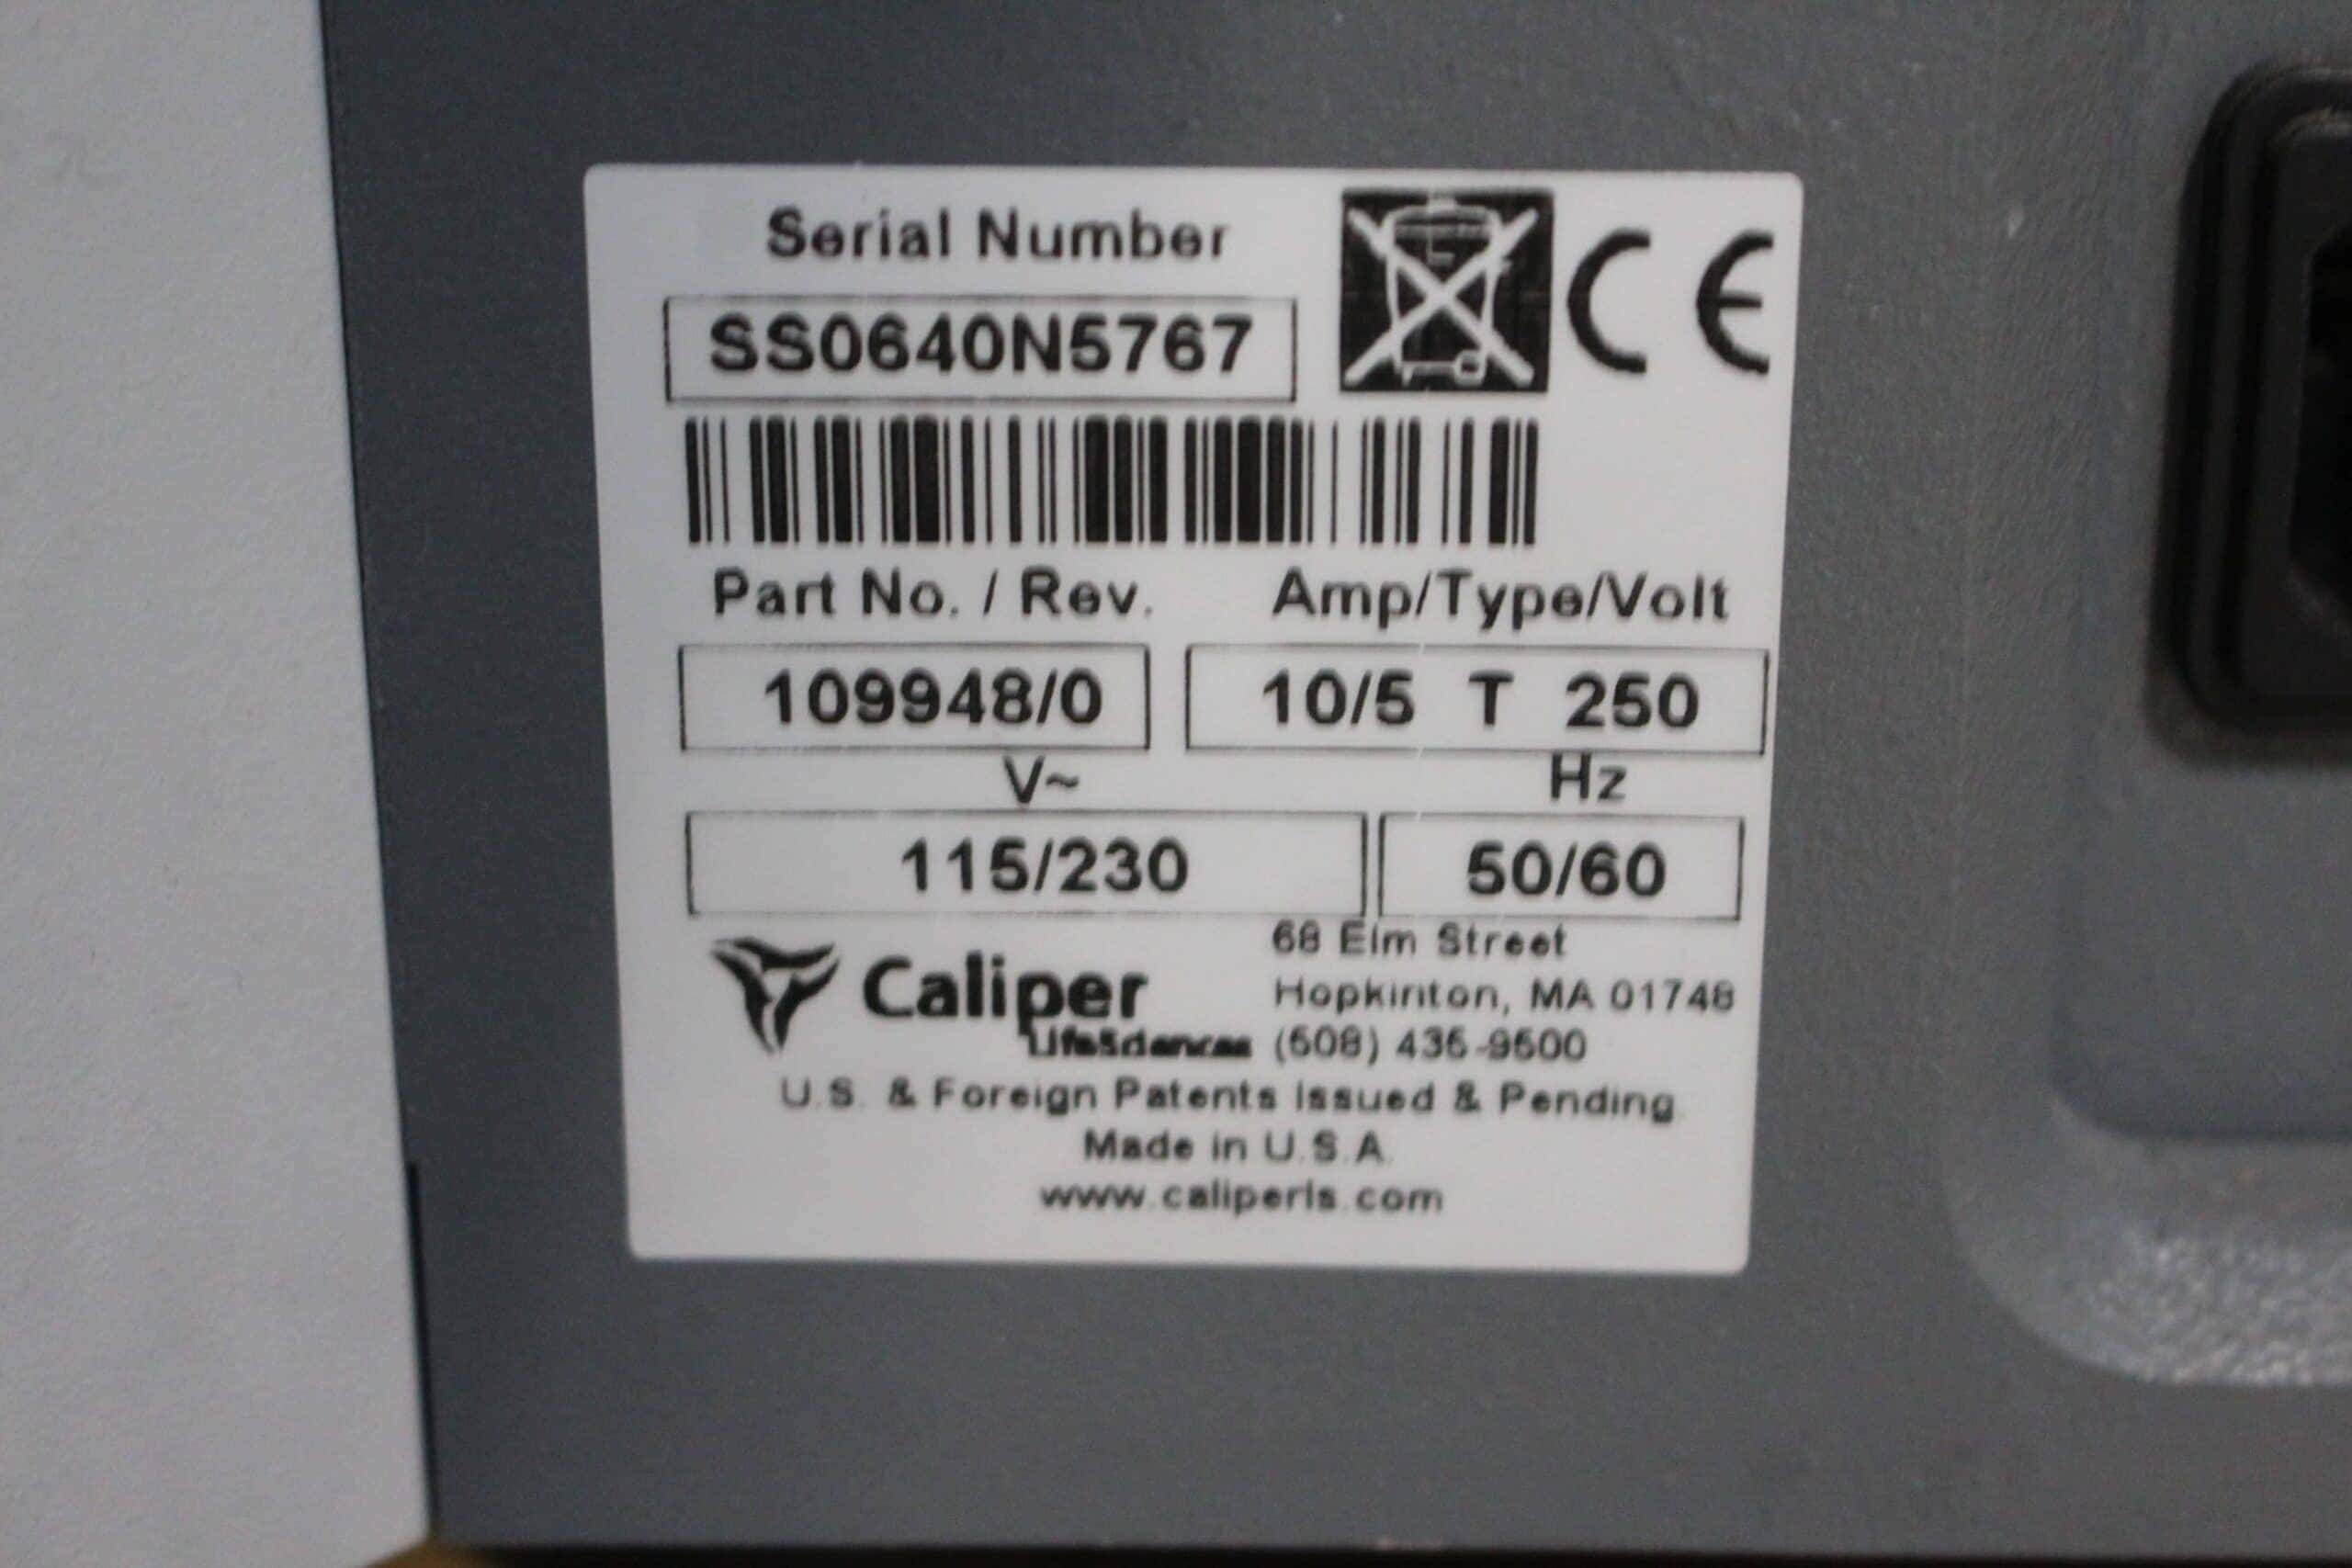 Serial Number
CE
SS0640N5767
Part No. / Rev. Amp/Type/Volt
109948/0 10/5 T 250
V~ Hz
115/230 50/60
68 Elm Street
Caliper Hopkinton, MA 01748
LifeSciences (508) 435-9500
U.S. & Foreign Patents Issued & Pending
Made in U.S.A.
www.caliperls.com